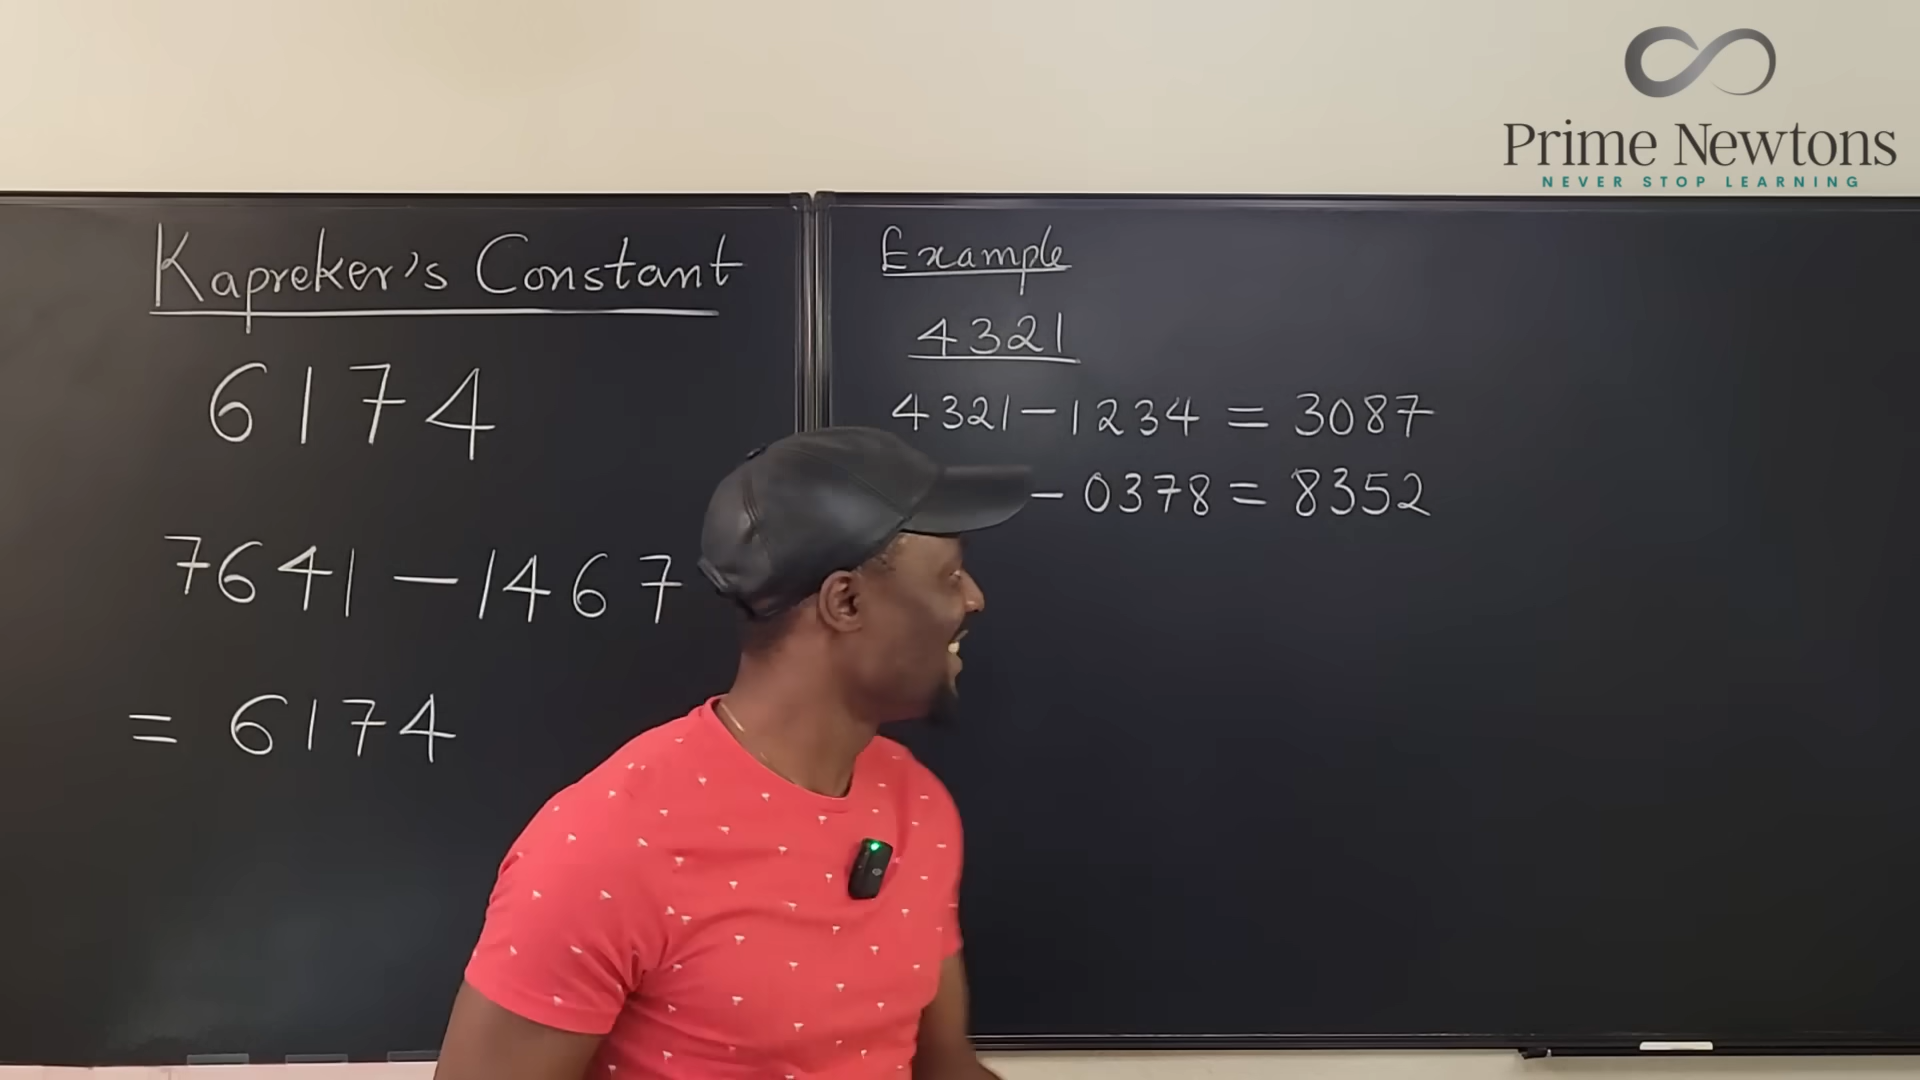 Prime Newtons
NEVER STOP LEARNING
Kapreker's Constant
6174
7641 - 1467
= 6174
Example
4321
4321 - 1234 = 3087
- 0378 = 8352